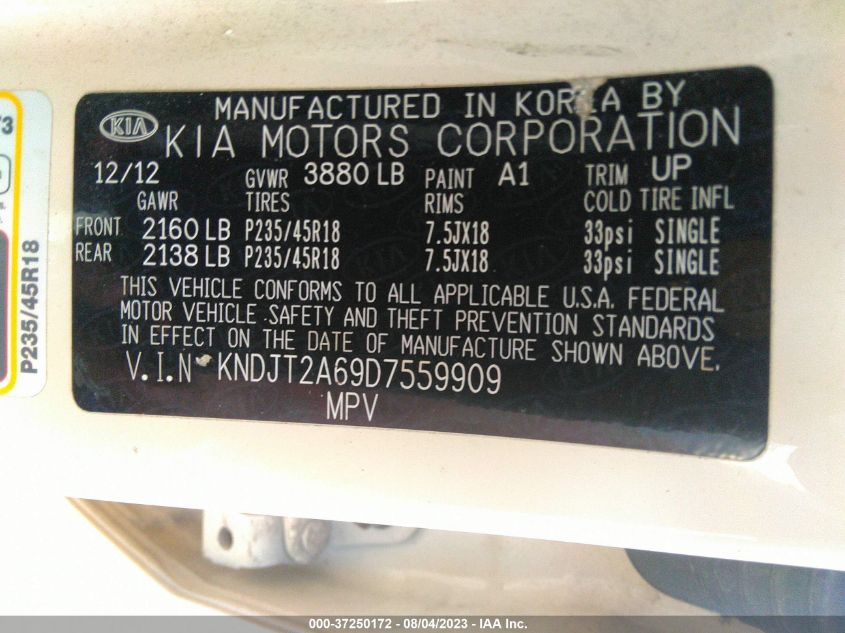 MANUFACTURED IN KOREA BY
KIA KIA MOTORS CORPORATION
12/12 GVWR 3880 LB PAINT A1 TRIM UP
GAWR TIRES RIMS COLD TIRE INFL
FRONT 2160 LB P235/45R18 7.5JX18 33psi SINGLE
REAR 2138 LB P235/45R18 7.5JX18 33psi SINGLE
THIS VEHICLE CONFORMS TO ALL APPLICABLE U.S.A. FEDERAL
MOTOR VEHICLE SAFETY AND THEFT PREVENTION STANDARDS
IN EFFECT ON THE DATE OF MANUFACTURE SHOWN ABOVE.
V.I.N KNDJT2A69D7559909
MPV
P235/45R18
000-37250172 - 08/04/2023 - IAA Inc.